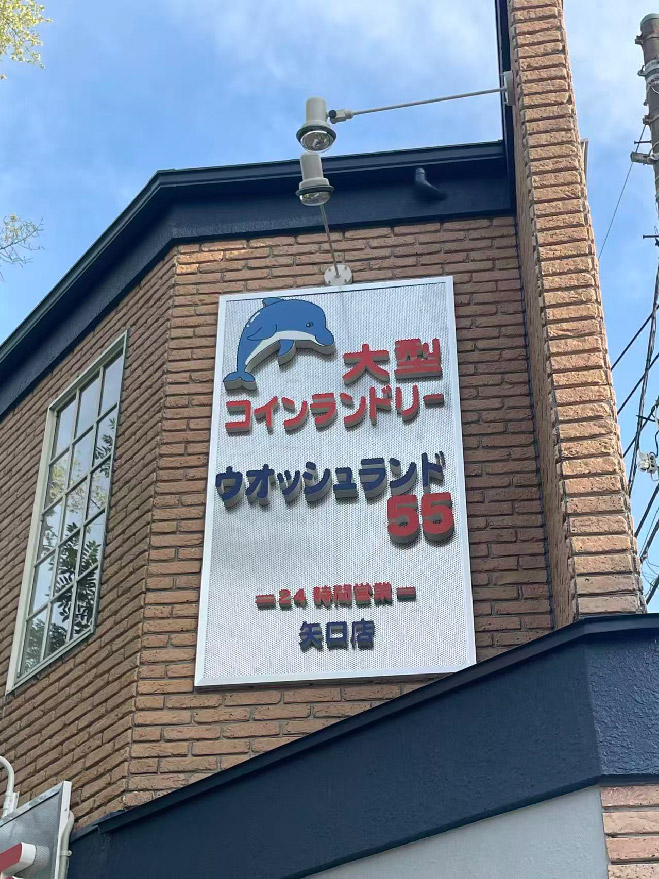 大型
コインランドリー
ウオッシュランド
55
ー24時間営業ー
矢口店